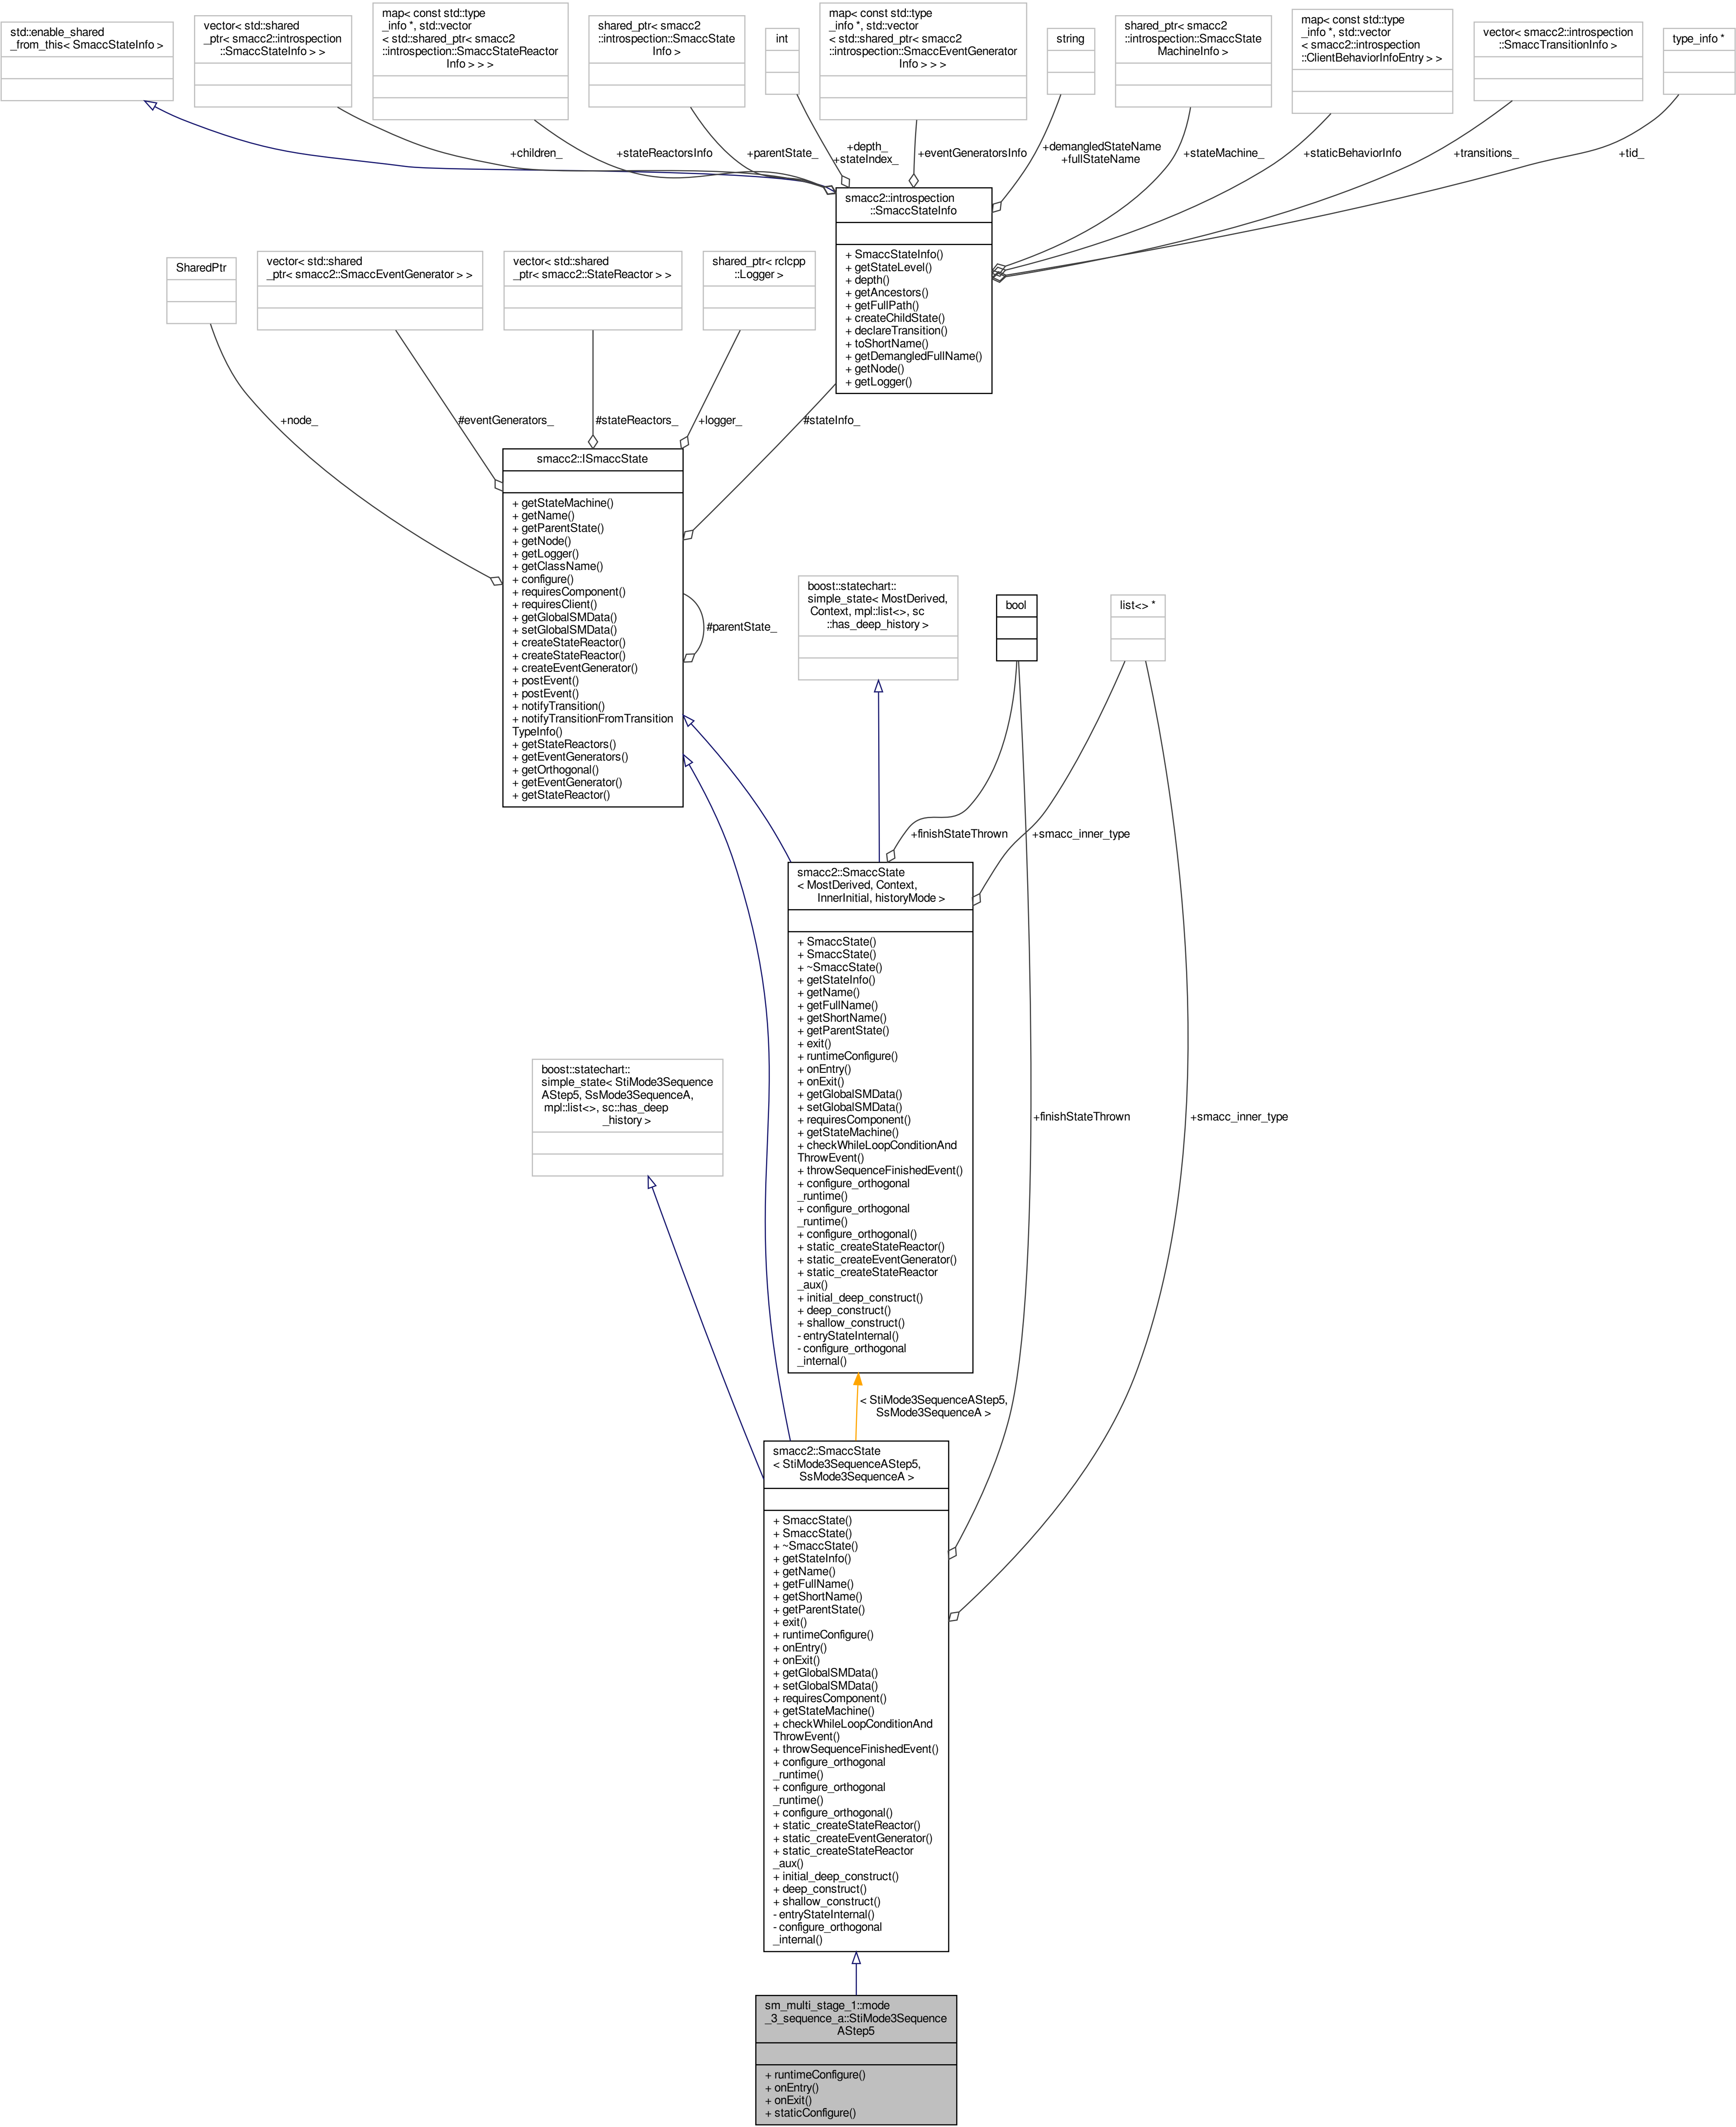 std::enable_shared
_from_this< SmaccStateInfo >
vector< std::shared
_ptr< smacc2::introspection
::SmaccStateInfo > >
map< const std::type
_info *, std::vector
< std::shared_ptr< smacc2
::introspection::SmaccStateReactor
Info > > >
shared_ptr< smacc2
::introspection::SmaccState
Info >
int
map< const std::type
_info *, std::vector
< std::shared_ptr< smacc2
::introspection::SmaccEventGenerator
Info > > >
string
shared_ptr< smacc2
::introspection::SmaccState
MachineInfo >
map< const std::type
_info *, std::vector
< smacc2::introspection
::ClientBehaviorInfoEntry > >
vector< smacc2::introspection
::SmaccTransitionInfo >
type_info *
+children_
+stateReactorsInfo
+parentState_
+depth_
+stateIndex_
+eventGeneratorsInfo
+demangledStateName
+fullStateName
+stateMachine_
+staticBehaviorInfo
+transitions_
+tid_
smacc2::introspection
::SmaccStateInfo
+ SmaccStateInfo()
+ getStateLevel()
+ depth()
+ getAncestors()
+ getFullPath()
+ createChildState()
+ declareTransition()
+ toShortName()
+ getDemangledFullName()
+ getNode()
+ getLogger()
SharedPtr
vector< std::shared
_ptr< smacc2::SmaccEventGenerator > >
vector< std::shared
_ptr< smacc2::StateReactor > >
shared_ptr< rclcpp
::Logger >
+node_
#eventGenerators_
#stateReactors_
+logger_
#stateInfo_
smacc2::ISmaccState
+ getStateMachine()
+ getName()
+ getParentState()
+ getNode()
+ getLogger()
+ getClassName()
+ configure()
+ requiresComponent()
+ requiresClient()
+ getGlobalSMData()
+ setGlobalSMData()
+ createStateReactor()
+ createStateReactor()
+ createEventGenerator()
+ postEvent()
+ postEvent()
+ notifyTransition()
+ notifyTransitionFromTransition
TypeInfo()
+ getStateReactors()
+ getEventGenerators()
+ getOrthogonal()
+ getEventGenerator()
+ getStateReactor()
#parentState_
boost::statechart::
simple_state< MostDerived,
Context, mpl::list<>, sc
::has_deep_history >
bool
list<> *
+finishStateThrown
+smacc_inner_type
smacc2::SmaccState
< MostDerived, Context,
InnerInitial, historyMode >
+ SmaccState()
+ SmaccState()
+ ~SmaccState()
+ getStateInfo()
+ getName()
+ getFullName()
+ getShortName()
+ getParentState()
+ exit()
+ runtimeConfigure()
+ onEntry()
+ onExit()
+ getGlobalSMData()
+ setGlobalSMData()
+ requiresComponent()
+ getStateMachine()
+ checkWhileLoopConditionAnd
ThrowEvent()
+ throwSequenceFinishedEvent()
+ configure_orthogonal
_runtime()
+ configure_orthogonal
_runtime()
+ configure_orthogonal()
+ static_createStateReactor()
+ static_createEventGenerator()
+ static_createStateReactor
_aux()
+ initial_deep_construct()
+ deep_construct()
+ shallow_construct()
- entryStateInternal()
- configure_orthogonal
_internal()
boost::statechart::
simple_state< StiMode3Sequence
AStep5, SsMode3SequenceA,
mpl::list<>, sc::has_deep
_history >
+finishStateThrown
+smacc_inner_type
< StiMode3SequenceAStep5,
SsMode3SequenceA >
smacc2::SmaccState
< StiMode3SequenceAStep5,
SsMode3SequenceA >
+ SmaccState()
+ SmaccState()
+ ~SmaccState()
+ getStateInfo()
+ getName()
+ getFullName()
+ getShortName()
+ getParentState()
+ exit()
+ runtimeConfigure()
+ onEntry()
+ onExit()
+ getGlobalSMData()
+ setGlobalSMData()
+ requiresComponent()
+ getStateMachine()
+ checkWhileLoopConditionAnd
ThrowEvent()
+ throwSequenceFinishedEvent()
+ configure_orthogonal
_runtime()
+ configure_orthogonal
_runtime()
+ configure_orthogonal()
+ static_createStateReactor()
+ static_createEventGenerator()
+ static_createStateReactor
_aux()
+ initial_deep_construct()
+ deep_construct()
+ shallow_construct()
- entryStateInternal()
- configure_orthogonal
_internal()
sm_multi_stage_1::mode
_3_sequence_a::StiMode3Sequence
AStep5
+ runtimeConfigure()
+ onEntry()
+ onExit()
+ staticConfigure()